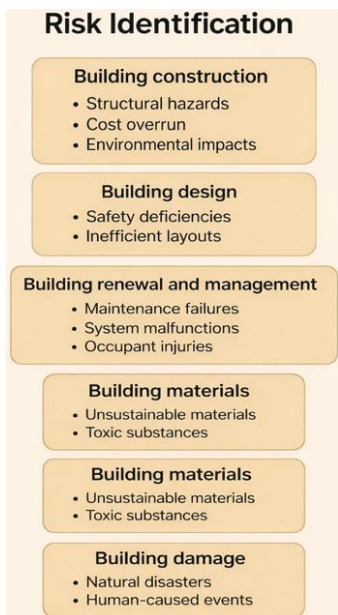 Risk Identification
Building construction
• Structural hazards
• Cost overrun
• Environmental impacts
Building design
• Safety deficiencies
• Inefficient layouts
Building renewal and management
• Maintenance failures
• System malfunctions
• Occupant injuries
Building materials
• Unsustainable materials
• Toxic substances
Building materials
• Unsustainable materials
• Toxic substances
Building damage
• Natural disasters
• Human-caused events